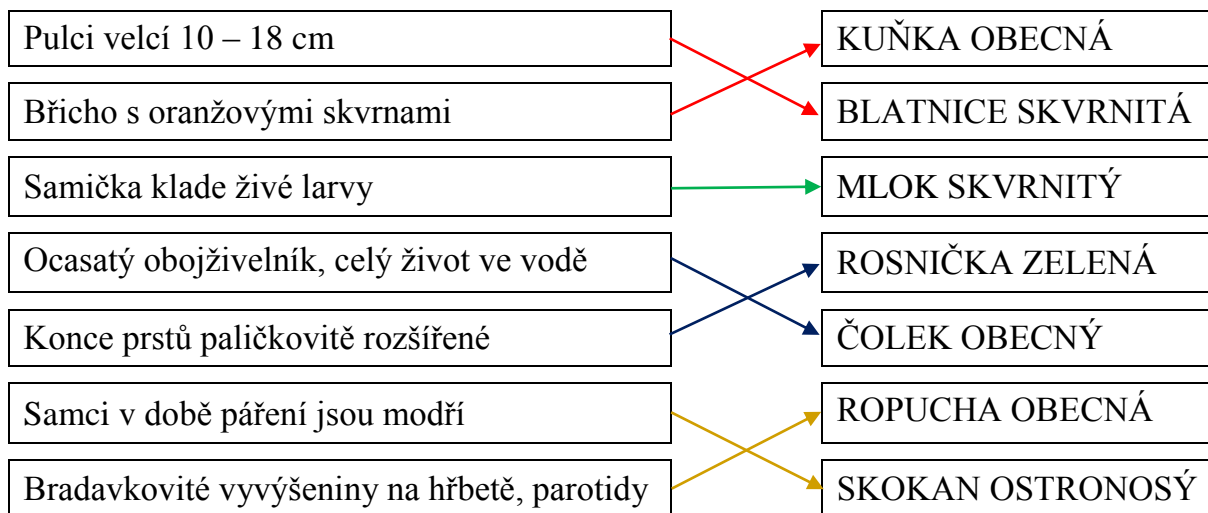 Pulci velcí 10 – 18 cm
KUŇKA OBECNÁ
Břicho s oranžovými skvrnami
BLATNICE SKVRNITÁ
Samička klade živé larvy
MLOK SKVRNITÝ
Ocasatý obojživelník, celý život ve vodě
ROSNIČKA ZELENÁ
Konce prstů paličkovitě rozšířené
ČOLEK OBECNÝ
Samci v době páření jsou modří
ROPUCHA OBECNÁ
Bradavkovité vyvýšeniny na hřbetě, parotidy
SKOKAN OSTRONOSÝ